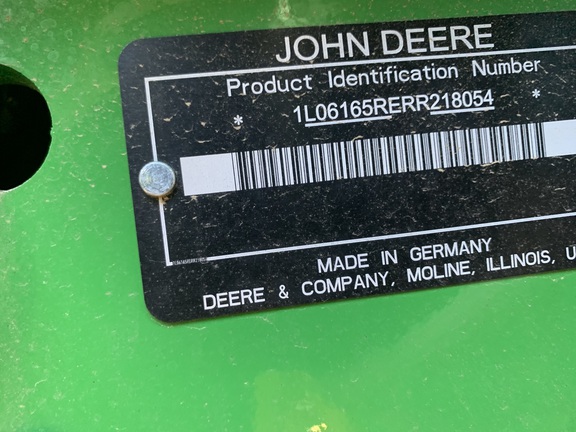 JOHN DEERE
Product Identification Number
* 1L06165RERR218054 *
MADE IN GERMANY
DEERE & COMPANY, MOLINE, ILLINOIS, U